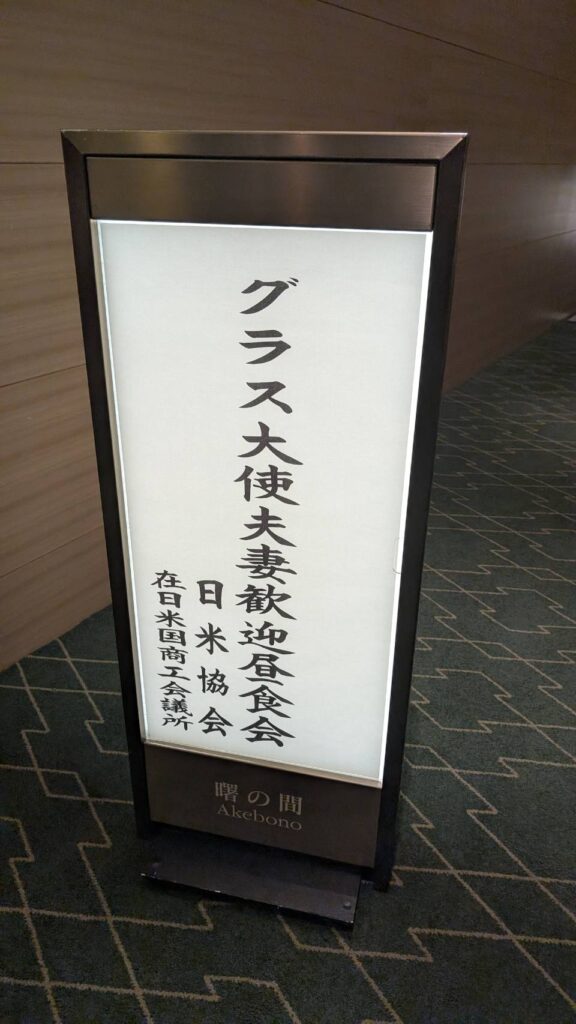 グラス大使夫妻歓迎昼食会
日米協会
在日米国商工会議所
曙の間
Akebono